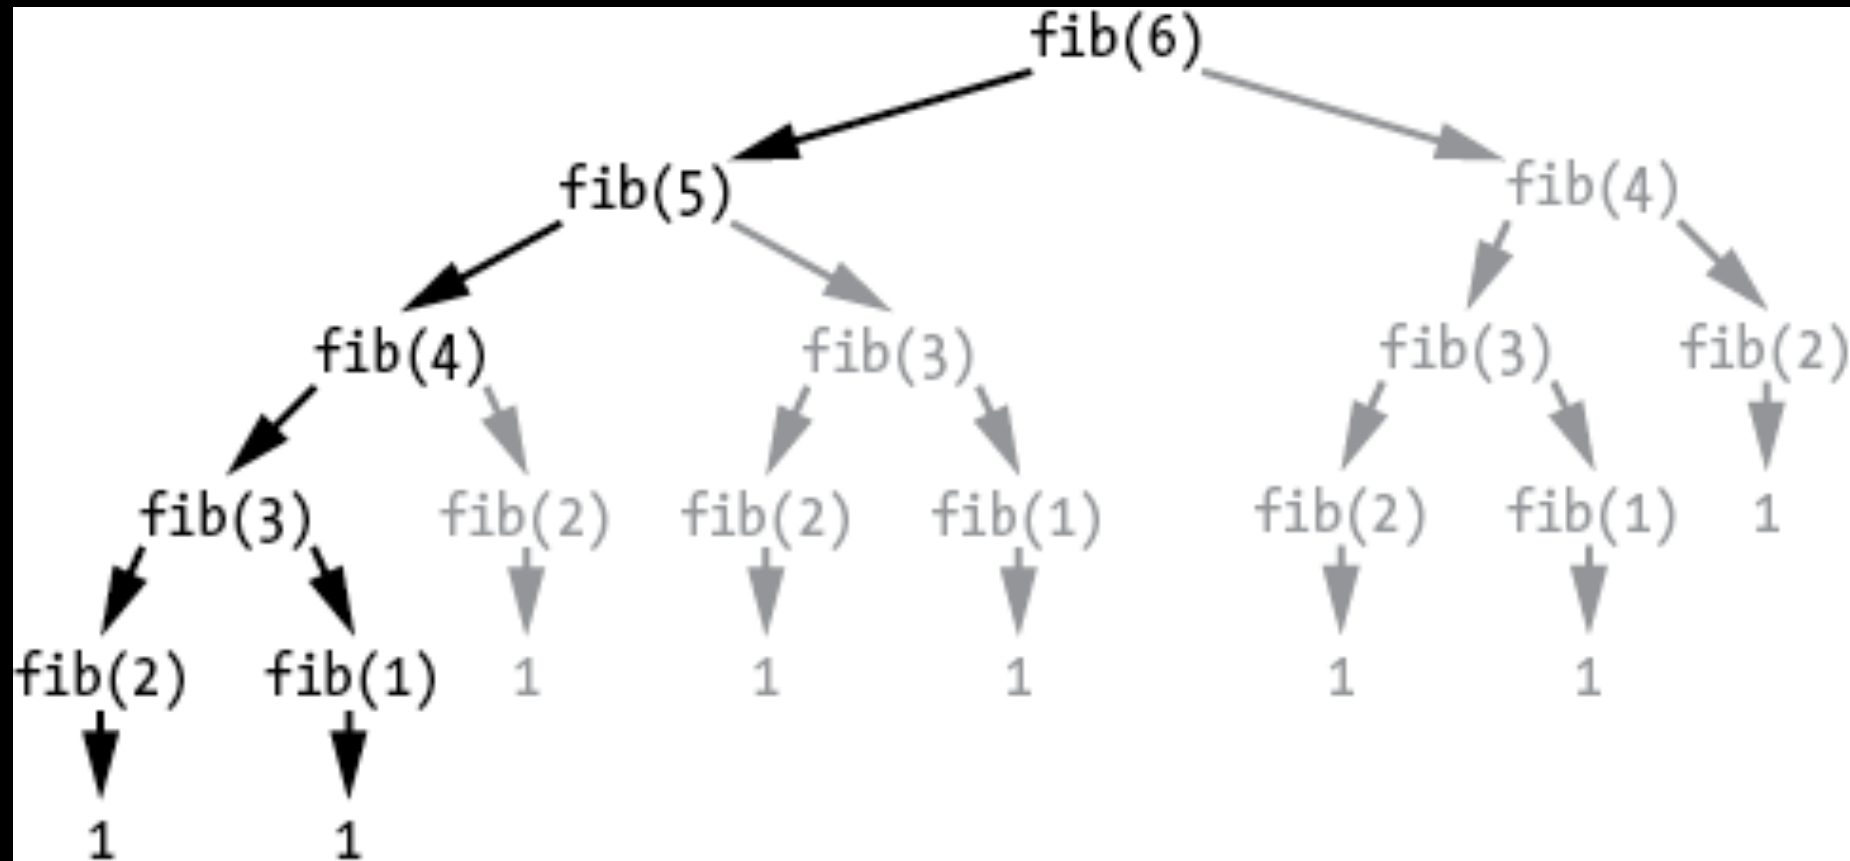 fib(6)
fib(5) fib(4)
fib(4) fib(3) fib(3) fib(2)
fib(3) fib(2) fib(2) fib(1) fib(2) fib(1) 1
fib(2) fib(1) 1 1 1 1 1
1 1